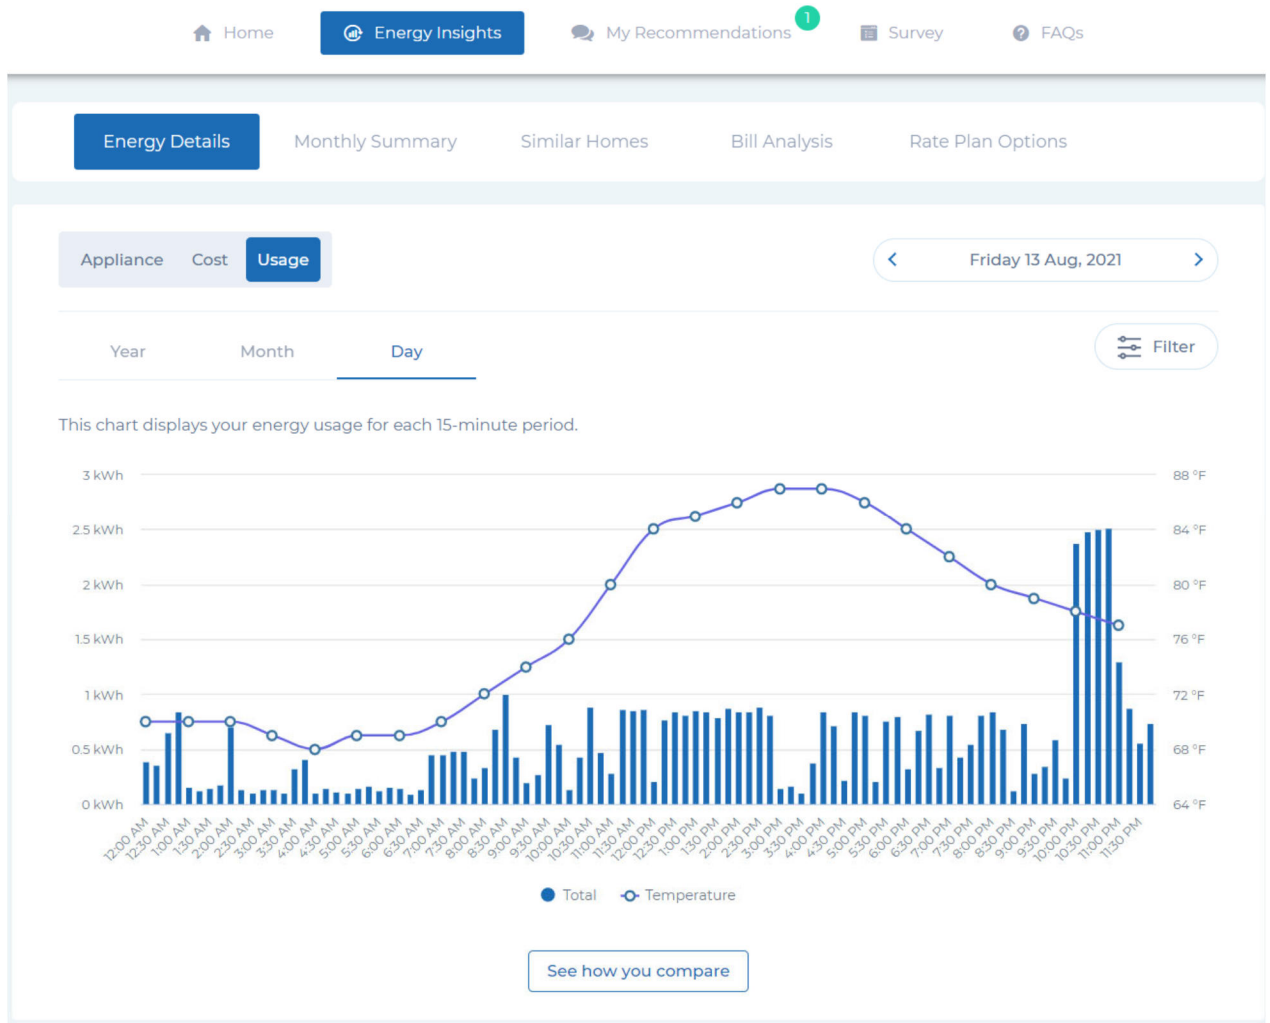 Home Energy Insights My Recommendations 1 Survey FAQs
Energy Details Monthly Summary Similar Homes Bill Analysis Rate Plan Options
Appliance Cost Usage Friday 13 Aug, 2021
Year Month Day Filter
This chart displays your energy usage for each 15-minute period.
3 kWh 88 °F
2.5 kWh 84 °F
2 kWh 80 °F
1.5 kWh 76 °F
1 kWh 72 °F
0.5 kWh 68 °F
0 kWh 64 °F
12:00 AM 12:30 AM 1:00 AM 1:30 AM 2:00 AM 2:30 AM 3:00 AM 3:30 AM 4:00 AM 4:30 AM 5:00 AM 5:30 AM 6:00 AM 6:30 AM 7:00 AM 7:30 AM 8:00 AM 8:30 AM 9:00 AM 9:30 AM 10:00 AM 10:30 AM 11:00 AM 11:30 AM 12:00 PM 12:30 PM 1:00 PM 1:30 PM 2:00 PM 2:30 PM 3:00 PM 3:30 PM 4:00 PM 4:30 PM 5:00 PM 5:30 PM 6:00 PM 6:30 PM 7:00 PM 7:30 PM 8:00 PM 8:30 PM 9:00 PM 9:30 PM 10:00 PM 10:30 PM 11:00 PM 11:30 PM
Total Temperature
See how you compare